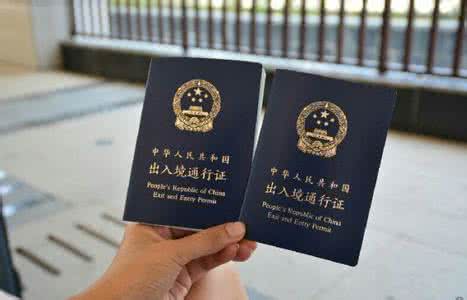 中华人民共和国
出入境通行证
People's Republic of China
Exit and Entry Permit
中华人民共和国
出入境通行证
People's Republic of China
Exit and Entry Permit